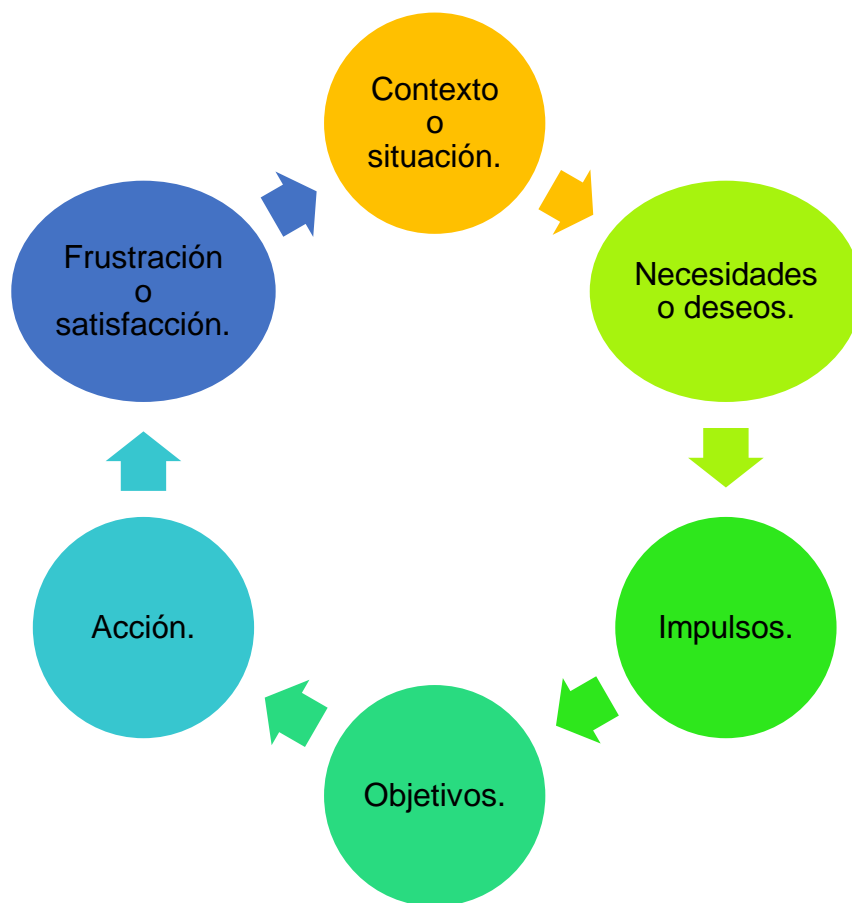 Contexto
o
situación.
Necesidades
o deseos.
Impulsos.
Objetivos.
Acción.
Frustración
o
satisfacción.